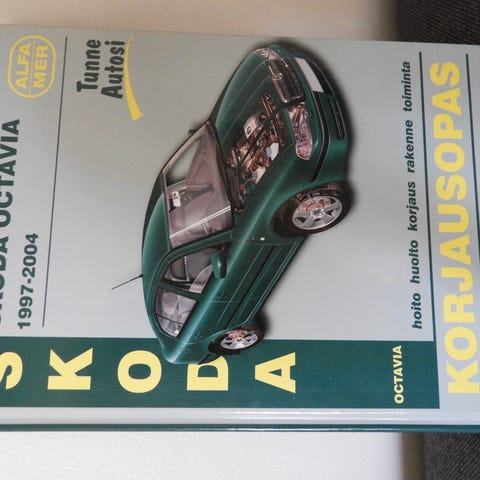 ALFA
MER
Tunne
Autosi
SKODA OCTAVIA
1997-2004
SKODA
OCTAVIA
hoito huolto korjaus rakenne toiminta
KORJAUSOPAS